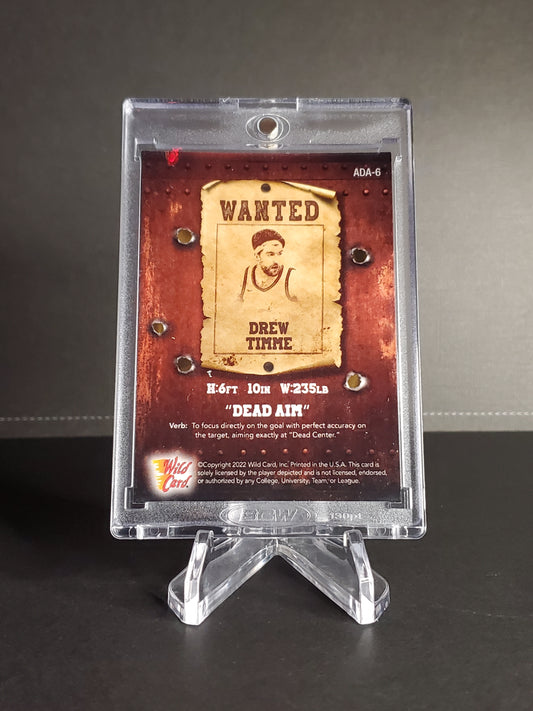 ADA-6
WANTED
DREW
TIMME
H:6FT 10IN W:235LB
"DEAD AIM"
Verb: To focus directly on the goal with perfect accuracy on
the target, aiming exactly at "Dead Center."
Wild
Card
©Copyright 2022 Wild Card, Inc. Printed in the U.S.A. This card is
solely licensed by the player depicted and is not licensed, endorsed,
or authorized by any College, University, Team, or League.
BCW
130pt